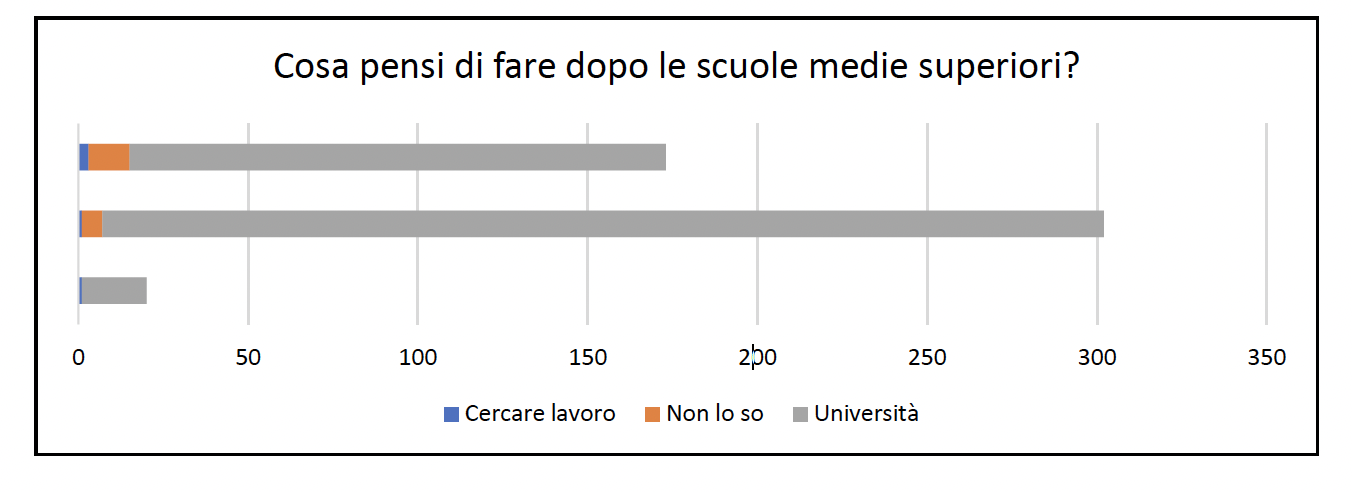 Cosa pensi di fare dopo le scuole medie superiori?
0 50 100 150 200 250 300 350
Cercare lavoro Non lo so Università